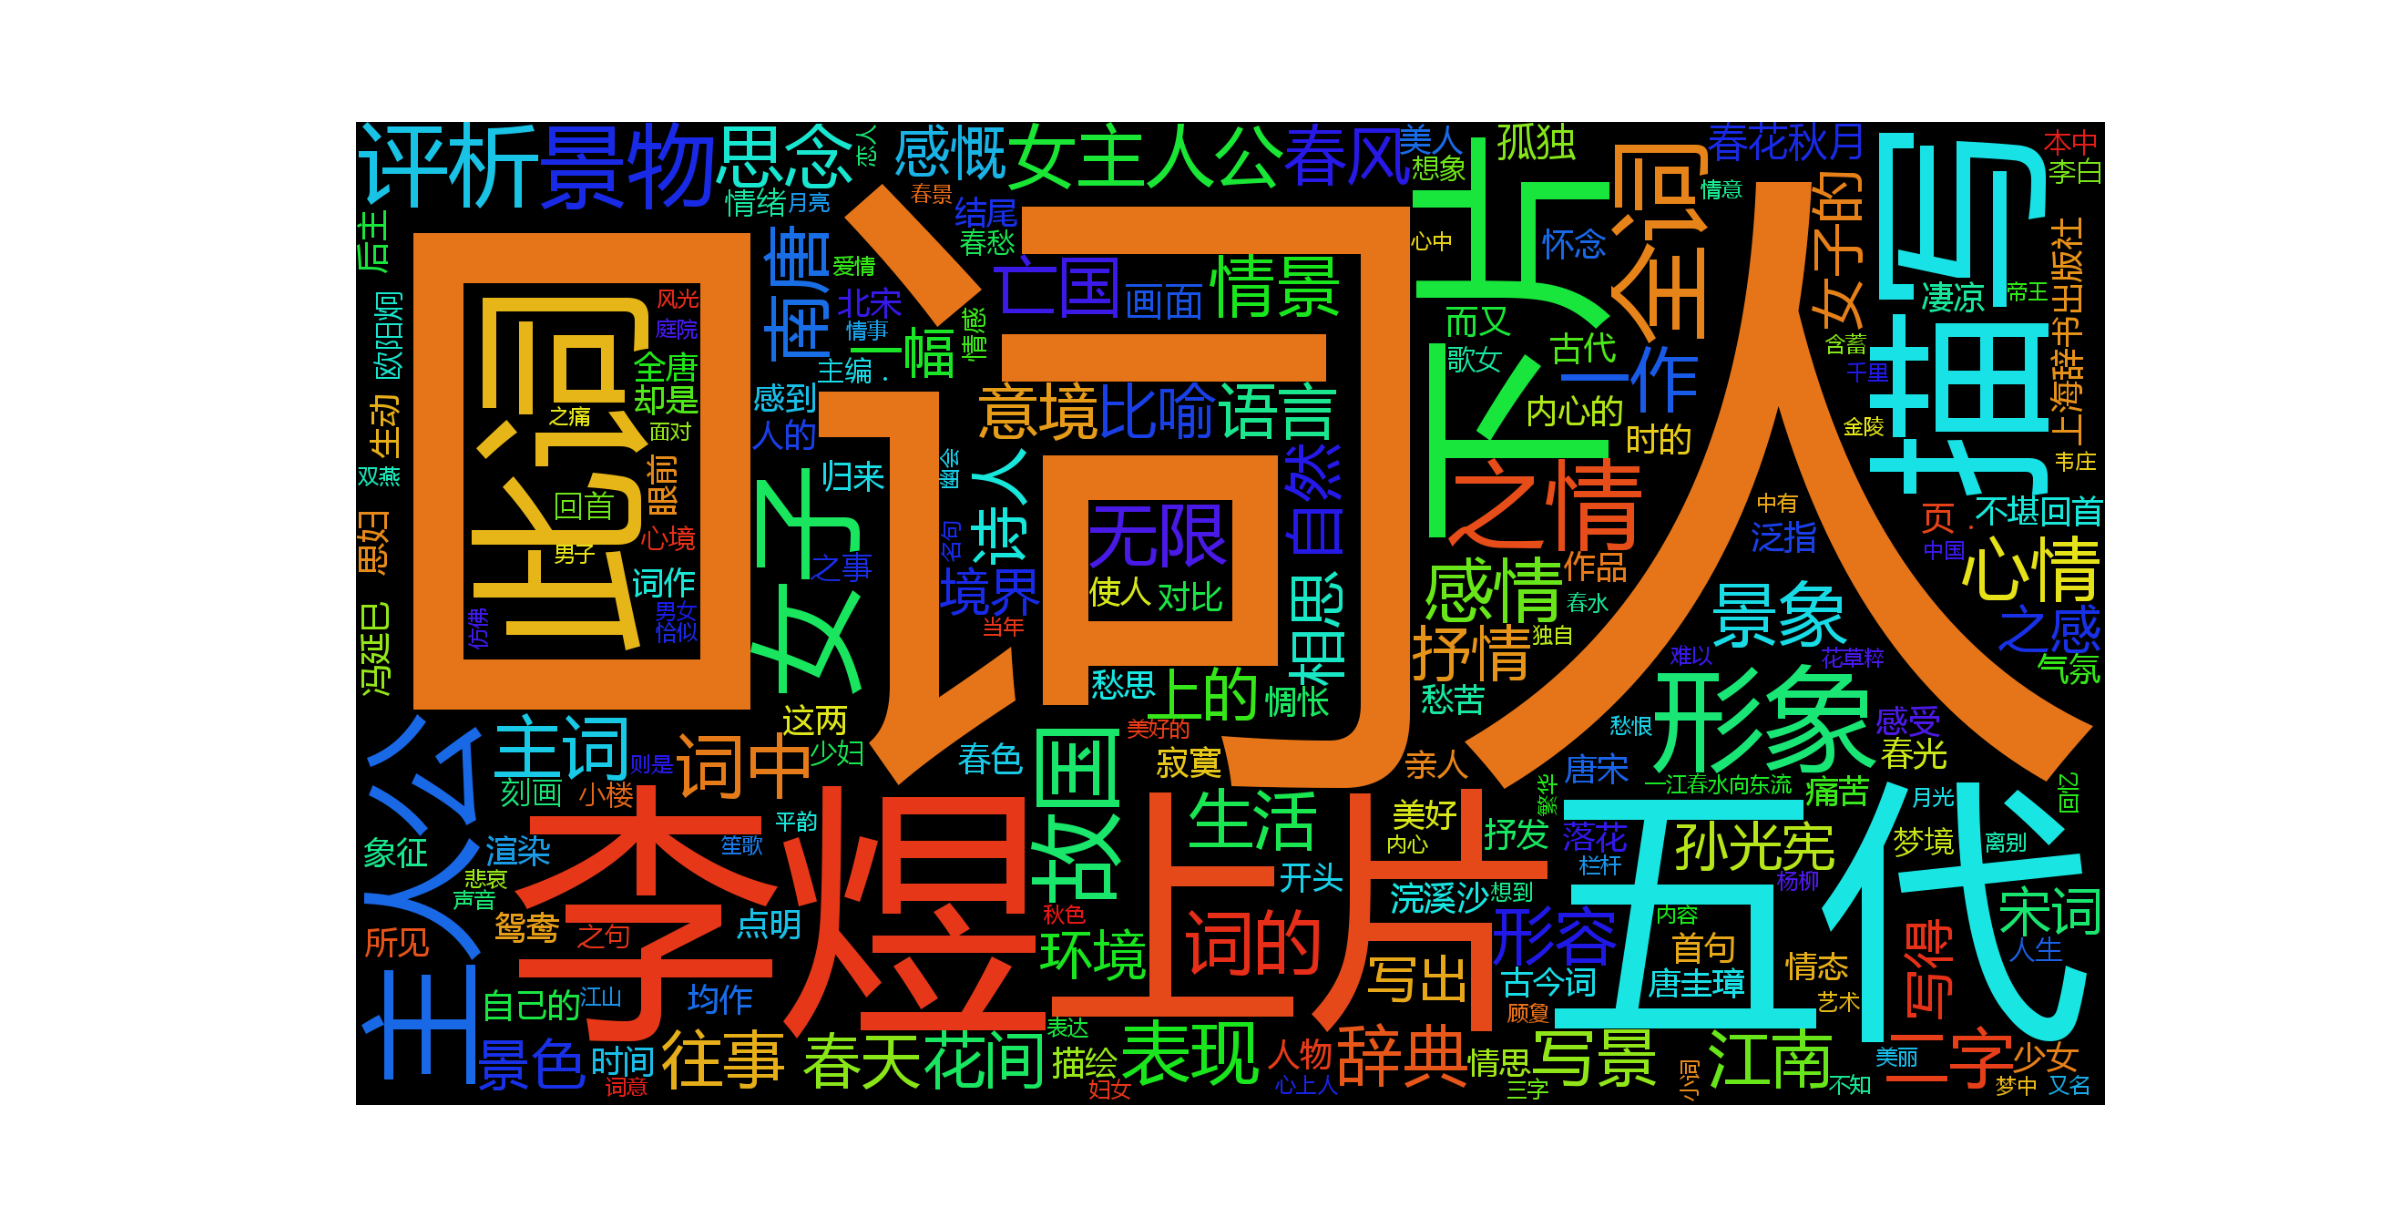 评析
景物
思念
恋人
感慨
女主人公
春风
美人
想象
孤独
春花秋月
本中
李白
情绪
月亮
春景
结尾
春愁
下片
心中
怀念
全词
情意
女子的
描写
上海辞书出版社
后主
南唐
爱情
北宋
情事
亡国
画面
情景
凄凉
帝王
欧阳炯
风光
庭院
此词
全唐
却是
之痛
面对
主编．
一幅
情感
而又
歌女
古代
一作
含蓄
千里
词人
生动
感到
人的
意境
比喻
语言
内心的
时的
金陵
韦庄
双燕
眼前
回首
归来
幽会
诗人
自然
之情
中有
泛指
页．
不堪回首
中国
思妇
心境
男子
女子
之事
名句
无限
使人
对比
感情
作品
春水
心情
词作
男女
恰似
仿佛
境界
当年
相思
抒情
独自
景象
之感
冯延巳
愁思
上的
惆怅
愁苦
难以
花草粹
气氛
形象
主人公
主词
则是
词中
这两
少妇
春色
故国
美好的
寂寞
亲人
愁恨
感受
春光
唐宋
一江春水向东流
痛苦
月光
回忆
刻画
小楼
李煜
平韵
笙歌
生活
上片
美好
内心
抒发
繁华
落花
栏杆
五代
孙光宪
梦境
离别
象征
渲染
悲哀
声音
开头
浣溪沙
想到
杨柳
宋词
鸳鸯
之句
点明
秋色
环境
词的
写出
形容
内容
首句
情态
写得
人生
所见
自己的
江山
均作
古今词
唐圭璋
艺术
顾敻
景色
时间
词意
往事
春天
花间
表达
描绘
妇女
表现
人物
心上人
辞典
情思
三字
写景
小词
江南
不知
美丽
二字
少女
梦中
又名